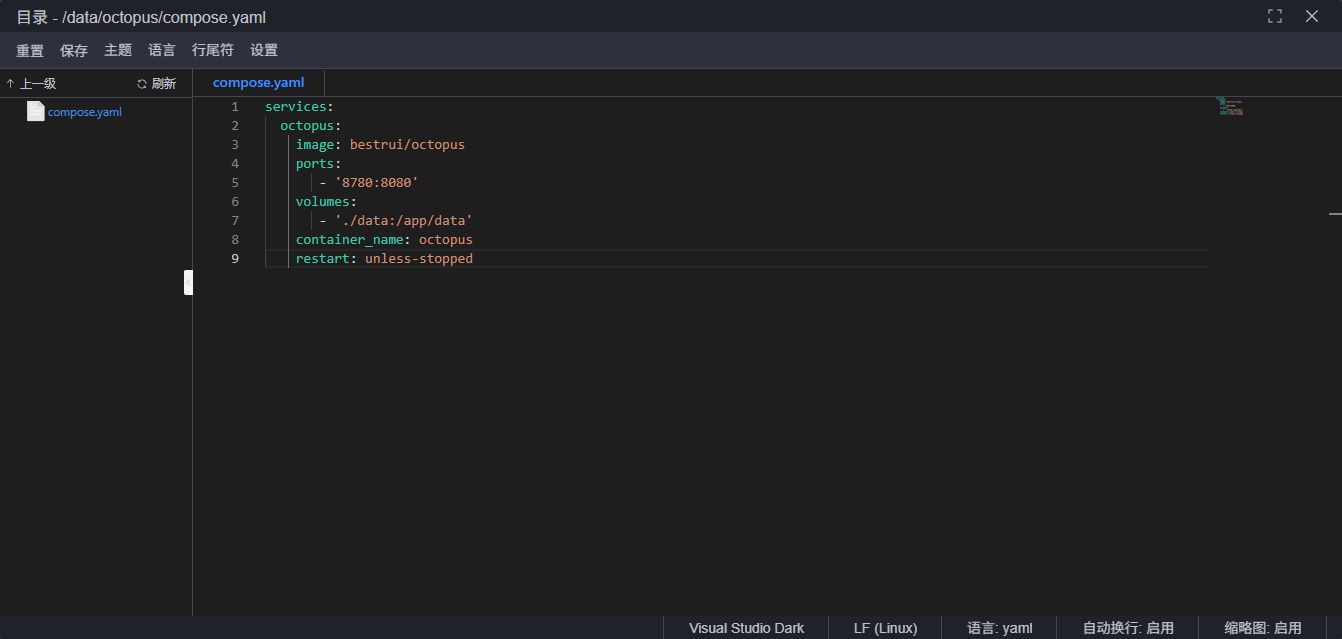 目录 - /data/octopus/compose.yaml
重置 保存 主题 语言 行尾符 设置
上一级 刷新 compose.yaml
compose.yaml
1 services:
2 octopus:
3 image: bestrui/octopus
4 ports:
5 - '8780:8080'
6 volumes:
7 - './data:/app/data'
8 container_name: octopus
9 restart: unless-stopped
Visual Studio Dark LF (Linux) 语言: yaml 自动换行: 启用 缩略图: 启用